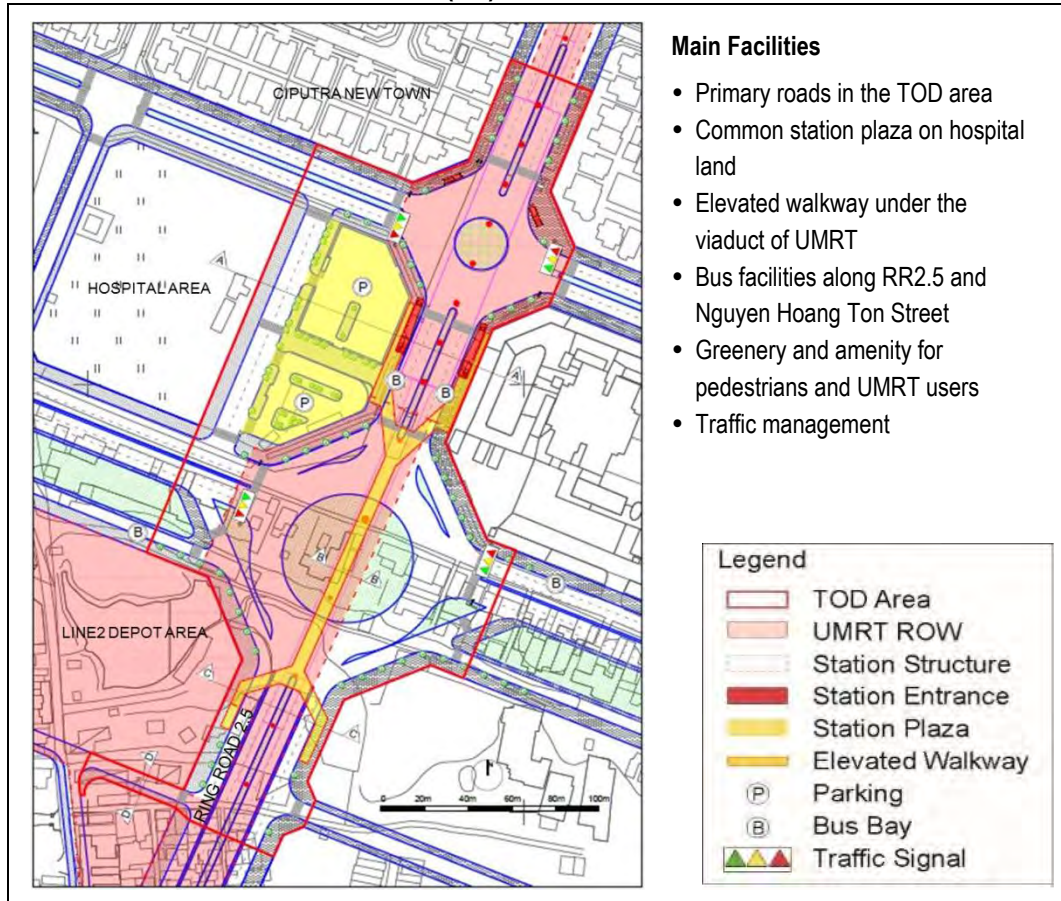 CIPUTRA NEW TOWN
A
P
HOSPITAL AREA
A
B
B
P
B
B
B
B
LINE2 DEPOT AREA
C
C
RING ROAD 2.5
D
D
0 20m 40m 60m 80m 100m
Main Facilities
• Primary roads in the TOD area
• Common station plaza on hospital
land
• Elevated walkway under the
viaduct of UMRT
• Bus facilities along RR2.5 and
Nguyen Hoang Ton Street
• Greenery and amenity for
pedestrians and UMRT users
• Traffic management
Legend
TOD Area
UMRT ROW
Station Structure
Station Entrance
Station Plaza
Elevated Walkway
P Parking
B Bus Bay
Traffic Signal